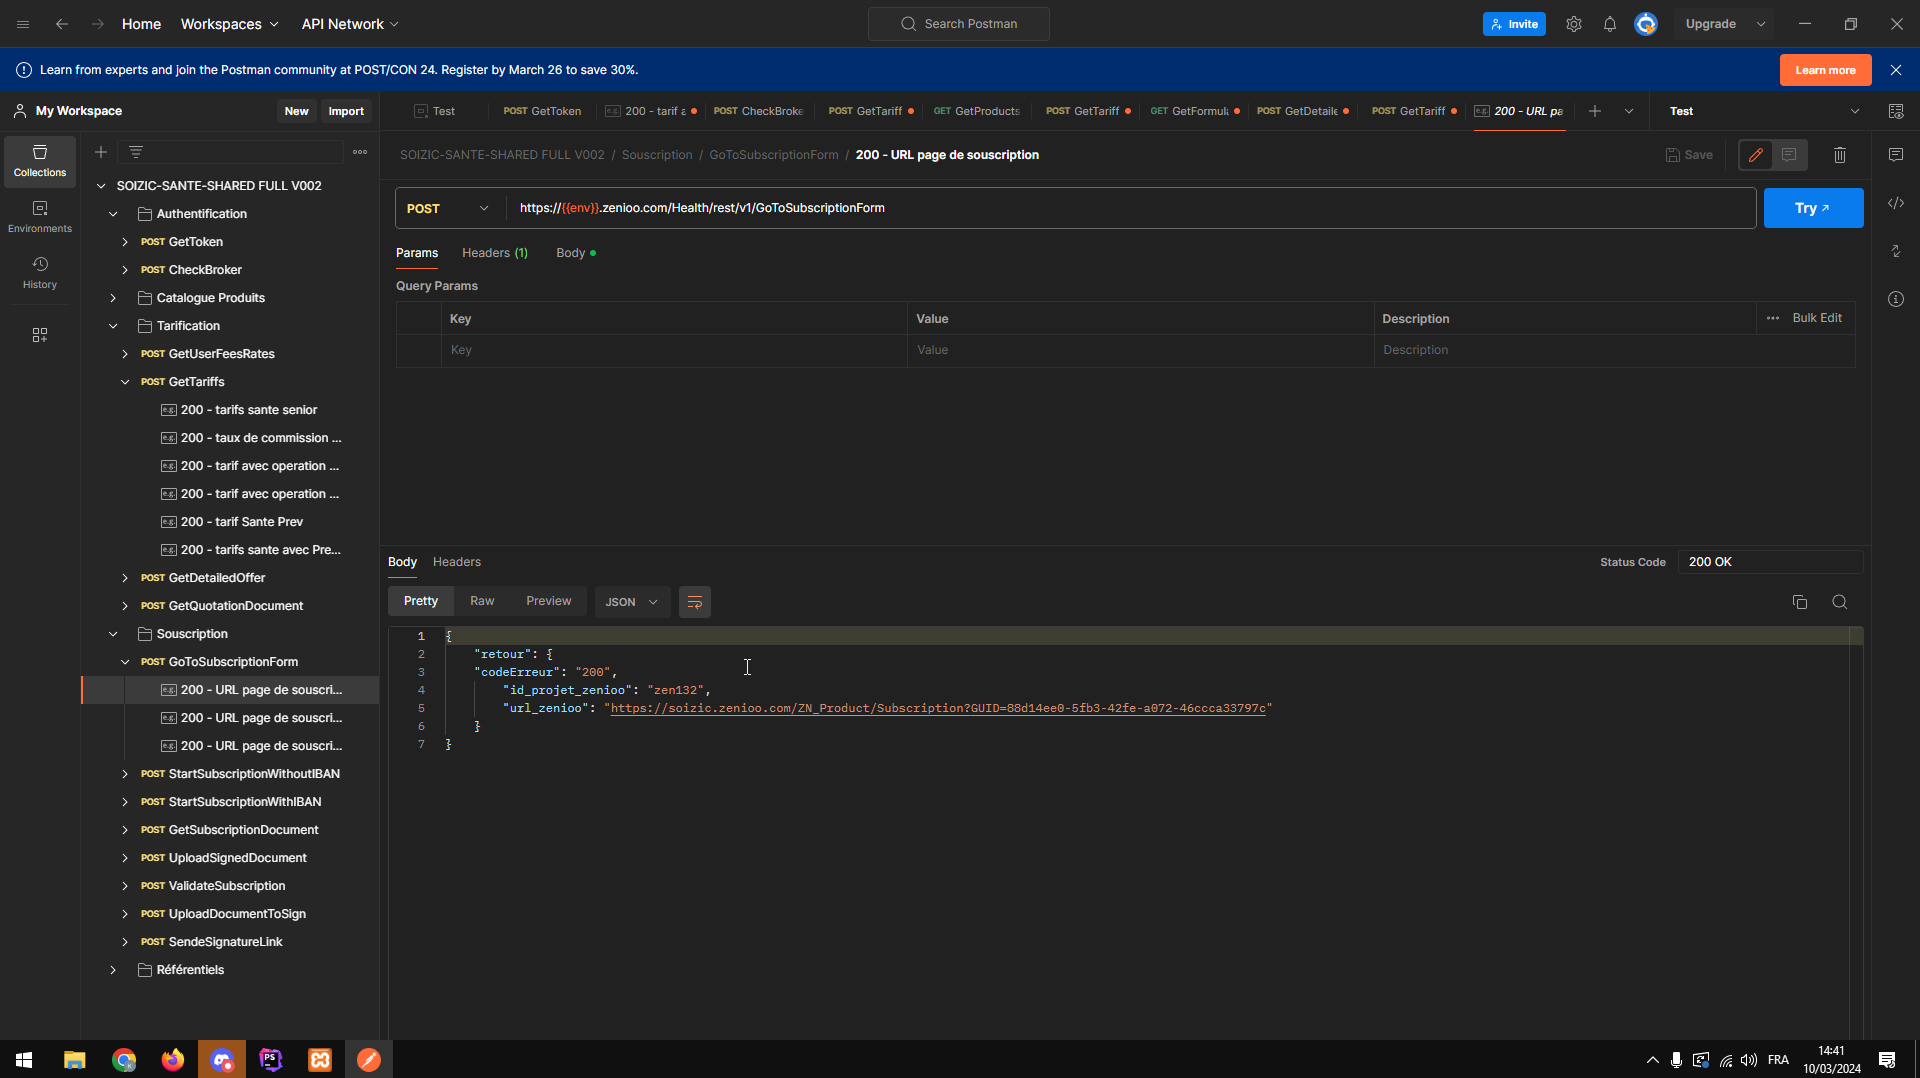 Home Workspaces API Network Search Postman Invite Upgrade
Learn from experts and join the Postman community at POST/CON 24. Register by March 26 to save 30%. Learn more
My Workspace New Import
Test POST GetToken e.g. 200 - tarif a POST CheckBroke POST GetTariff GET GetProducts POST GetTariff GET GetFormula POST GetDetaile POST GetTariff e.g. 200 - URL pa Test
Collections
Environments
History
SOIZIC-SANTE-SHARED FULL V002
Authentification
POST GetToken
POST CheckBroker
Catalogue Produits
Tarification
POST GetUserFeesRates
POST GetTariffs
e.g. 200 - tarifs sante senior
e.g. 200 - taux de commission ...
e.g. 200 - tarif avec operation ...
e.g. 200 - tarif avec operation ...
e.g. 200 - tarif Sante Prev
e.g. 200 - tarifs sante avec Pre...
POST GetDetailedOffer
POST GetQuotationDocument
Souscription
POST GoToSubscriptionForm
e.g. 200 - URL page de souscri...
e.g. 200 - URL page de souscri...
e.g. 200 - URL page de souscri...
POST StartSubscriptionWithoutIBAN
POST StartSubscriptionWithIBAN
POST GetSubscriptionDocument
POST UploadSignedDocument
POST ValidateSubscription
POST UploadDocumentToSign
POST SendeSignatureLink
Référentiels
SOIZIC-SANTE-SHARED FULL V002 / Souscription / GoToSubscriptionForm / 200 - URL page de souscription Save
POST https://{{env}}.zenioo.com/Health/rest/v1/GoToSubscriptionForm Try
Params Headers (1) Body
Query Params
Key Value Description Bulk Edit
Key Value Description
Body Headers Status Code 200 OK
Pretty Raw Preview JSON
1 {
2 "retour": {
3 "codeErreur": "200",
4 "id_projet_zenioo": "zen132",
5 "url_zenioo": "https://soizic.zenioo.com/ZN_Product/Subscription?GUID=88d14ee0-5fb3-42fe-a072-46ccca33797c"
6 }
7 }
PS
FRA
14:41
10/03/2024